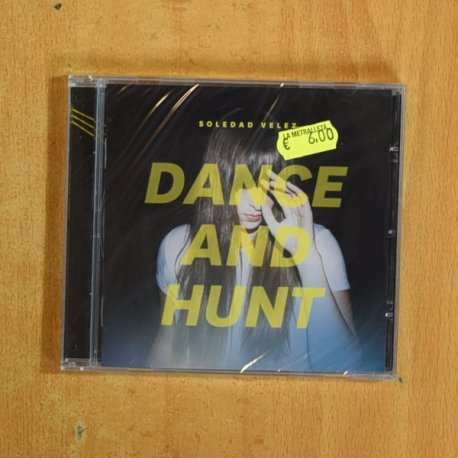 SOLEDAD VELEZ
LA METRALLETA
€ 6,00
DANCE
AND
HUNT